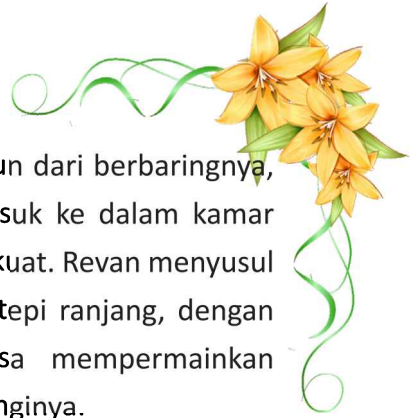 un dari berbaringnya,
suk ke dalam kamar
kuat. Revan menyusul
tepi ranjang, dengan
sa mempermainkan
nginya.